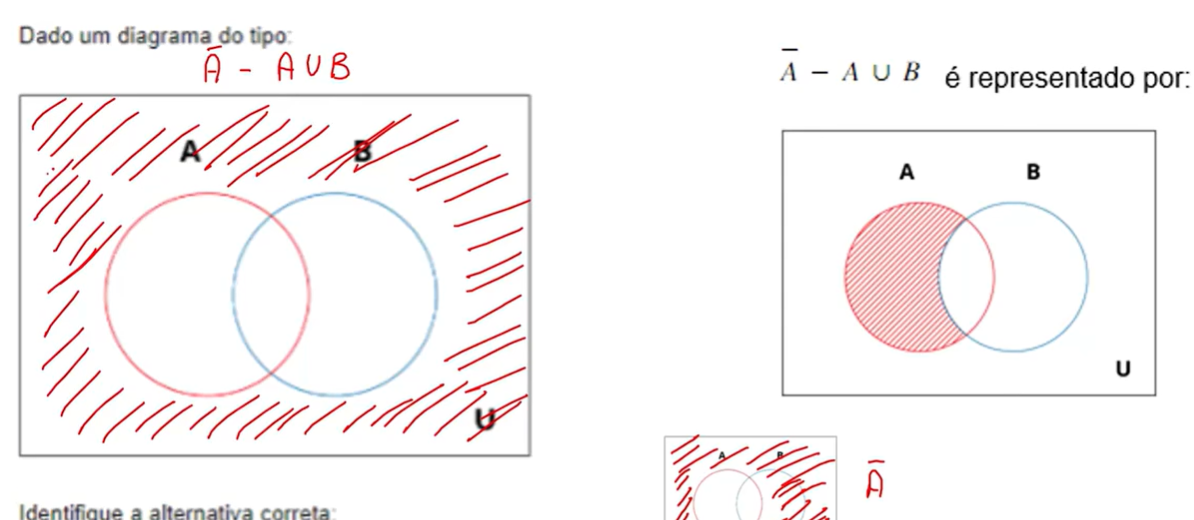 Dado um diagrama do tipo:
Ā - A ∪ B
A B
U
Identifique a alternativa correta:
Ā − A ∪ B é representado por:
A B
U
A B
Ā